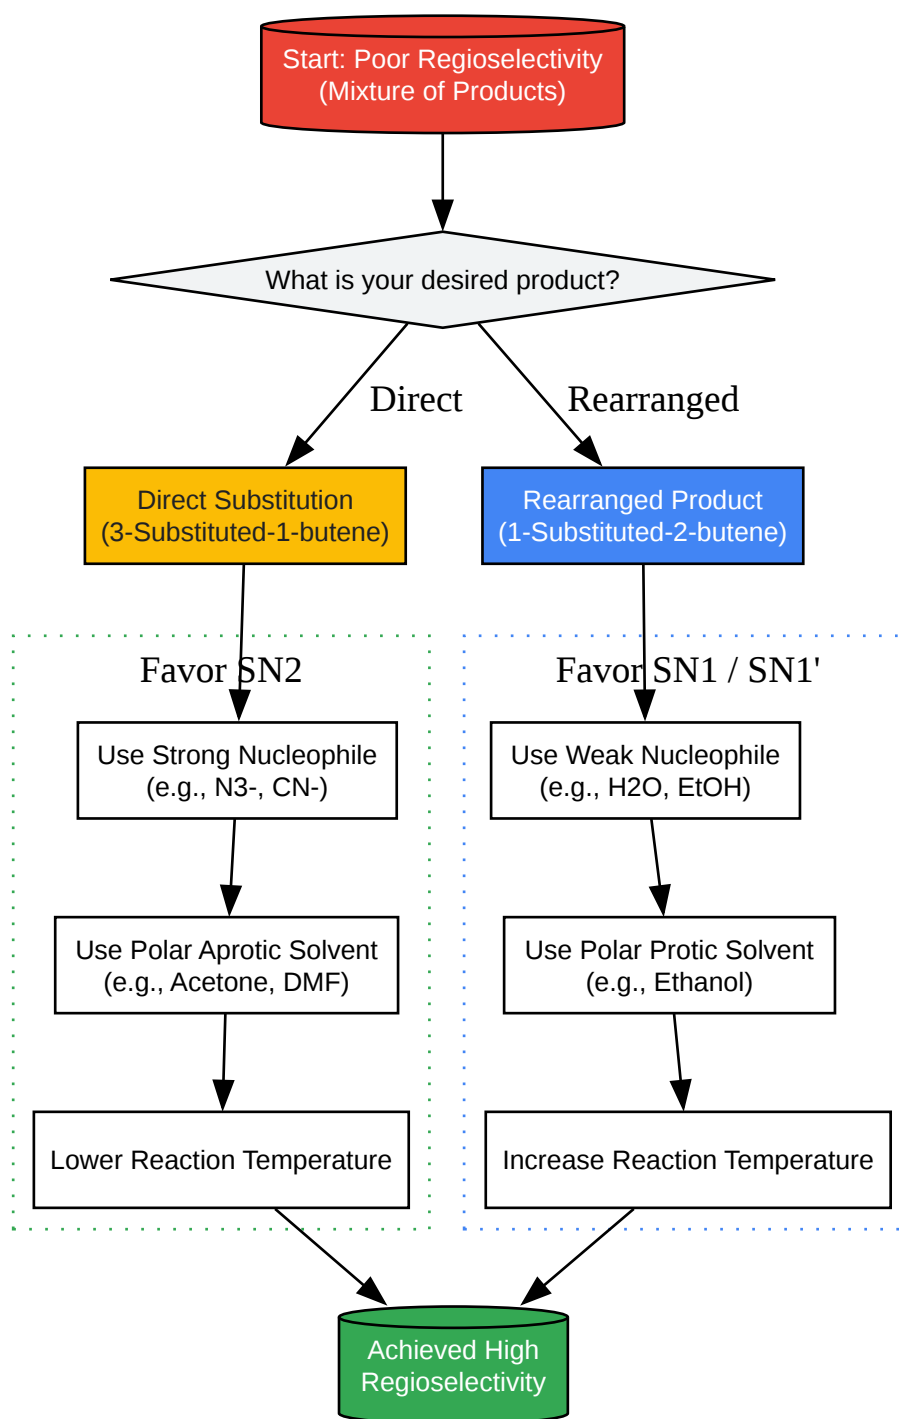 Start: Poor Regioselectivity
(Mixture of Products)
What is your desired product?
Direct
Rearranged
Direct Substitution
(3-Substituted-1-butene)
Rearranged Product
(1-Substituted-2-butene)
Favor SN2
Use Strong Nucleophile
(e.g., N3-, CN-)
Use Polar Aprotic Solvent
(e.g., Acetone, DMF)
Lower Reaction Temperature
Favor SN1 / SN1'
Use Weak Nucleophile
(e.g., H2O, EtOH)
Use Polar Protic Solvent
(e.g., Ethanol)
Increase Reaction Temperature
Achieved High
Regioselectivity